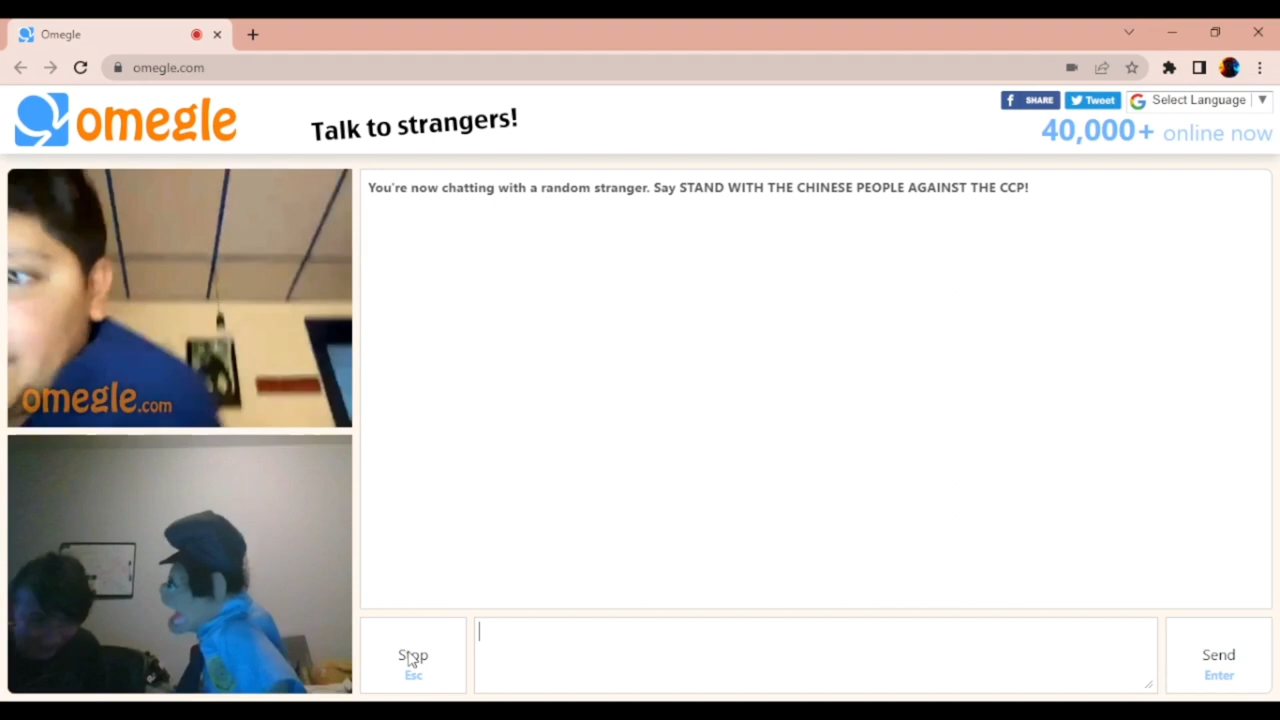 Omegle
omegle.com
omegle
Talk to strangers!
SHARE
Tweet
Select Language
40,000+ online now
You're now chatting with a random stranger. Say STAND WITH THE CHINESE PEOPLE AGAINST THE CCP!
omegle.com
Stop
Esc
Send
Enter